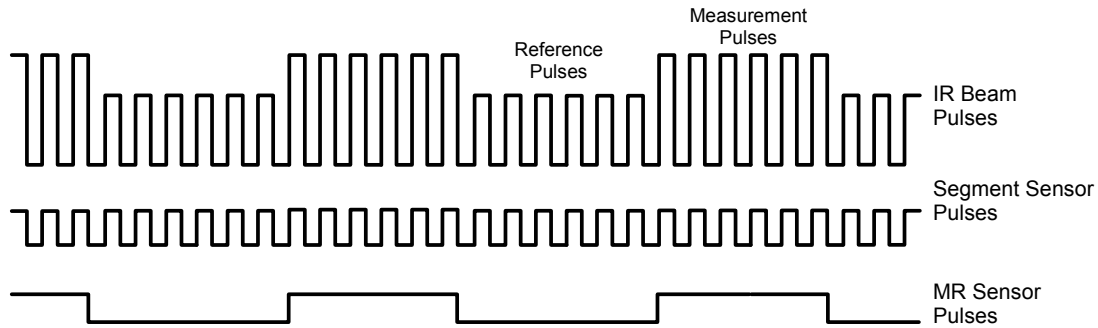 Measurement
Pulses
Reference
Pulses
IR Beam
Pulses
Segment Sensor
Pulses
MR Sensor
Pulses